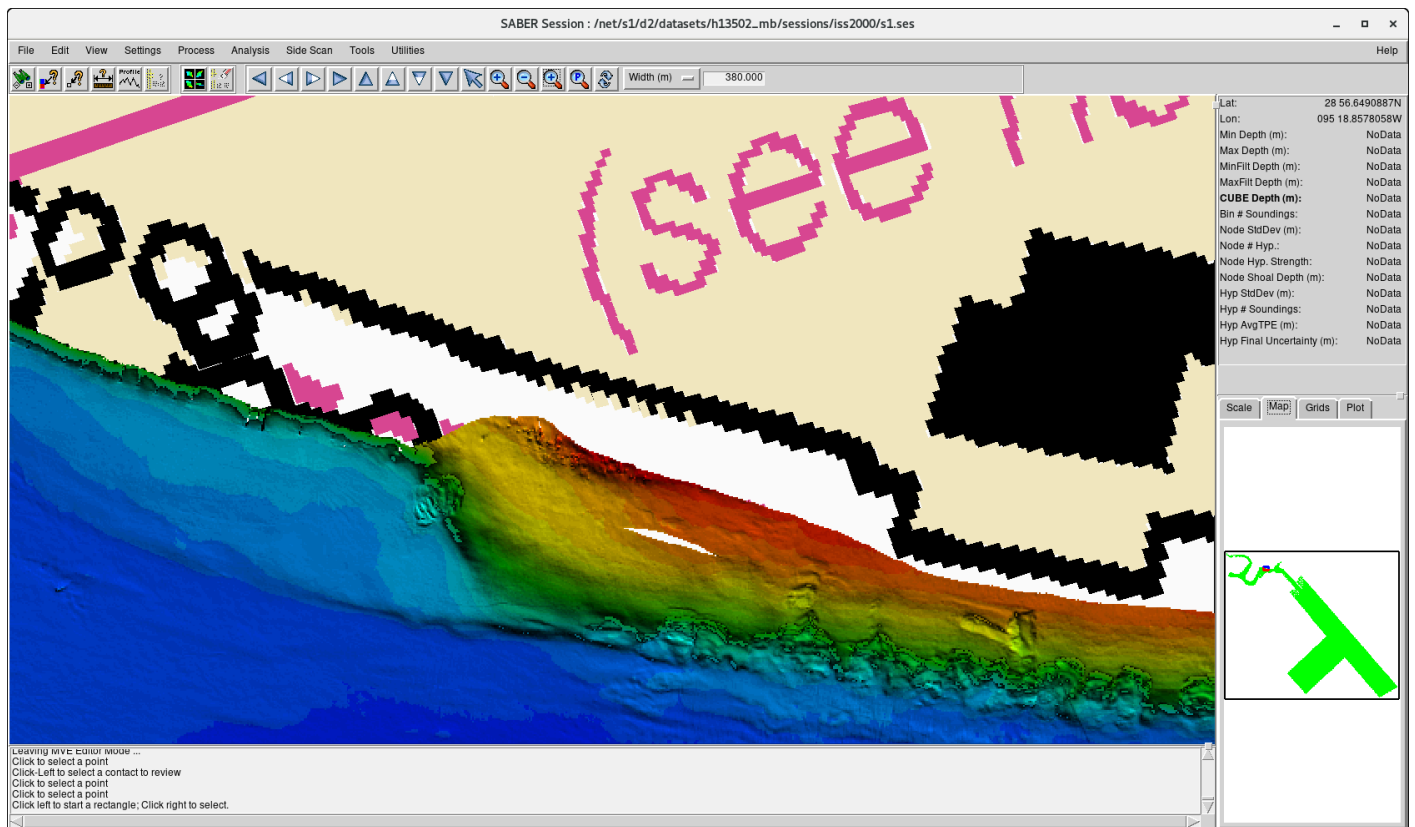 SABER Session : /net/s1/d2/datasets/h13502_mb/sessions/iss2000/s1.ses
File Edit View Settings Process Analysis Side Scan Tools Utilities Help
Profile Width (m) 380.000
(see
Lat: 28 56.6490887N
Lon: 095 18.8578058W
Min Depth (m): NoData
Max Depth (m): NoData
MinFilt Depth (m): NoData
MaxFilt Depth (m): NoData
CUBE Depth (m): NoData
Bin # Soundings: NoData
Node StdDev (m): NoData
Node # Hyp.: NoData
Node Hyp. Strength: NoData
Node Shoal Depth (m): NoData
Hyp StdDev (m): NoData
Hyp # Soundings: NoData
Hyp AvgTPE (m): NoData
Hyp Final Uncertainty (m): NoData
Scale Map Grids Plot
Leaving MVE Editor Mode ...
Click to select a point
Click-Left to select a contact to review
Click to select a point
Click to select a point
Click left to start a rectangle; Click right to select.